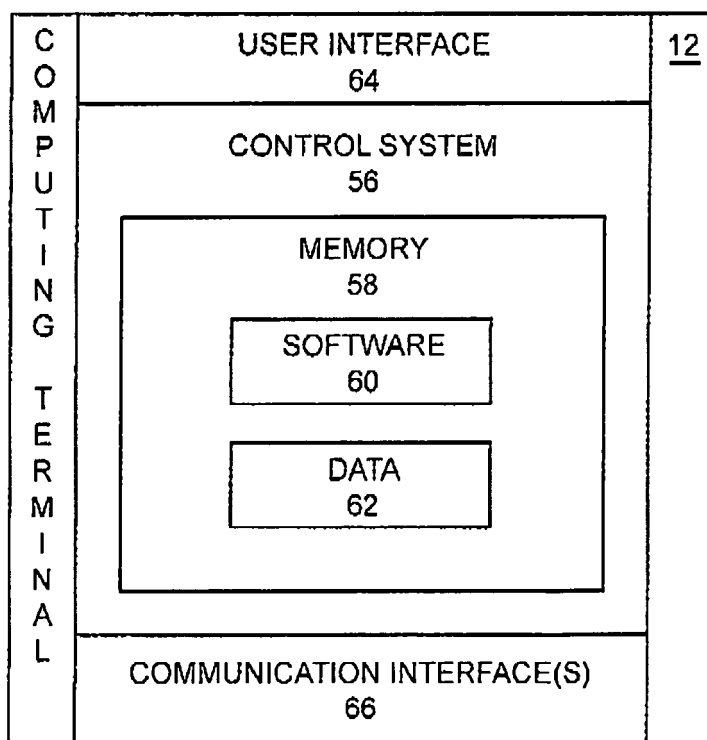 COMPUTING TERMINAL
USER INTERFACE
64
12
CONTROL SYSTEM
56
MEMORY
58
SOFTWARE
60
DATA
62
COMMUNICATION INTERFACE(S)
66